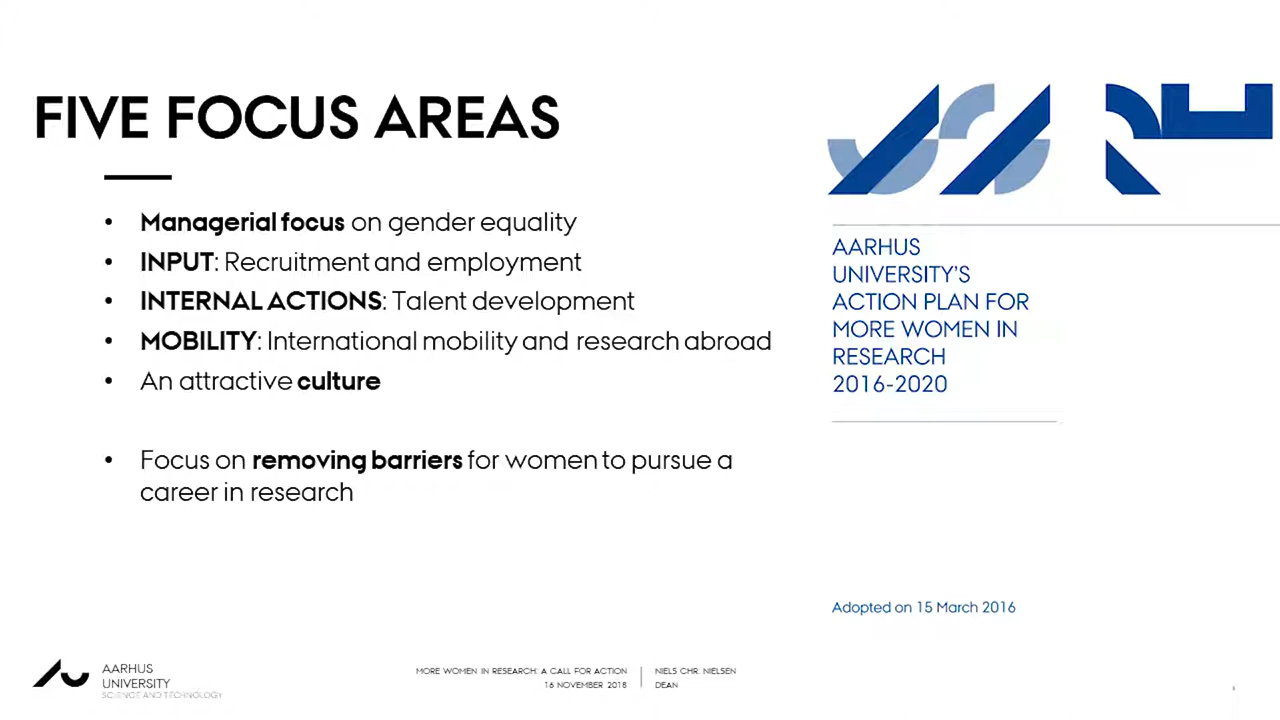 FIVE FOCUS AREAS
• Managerial focus on gender equality
• INPUT: Recruitment and employment
• INTERNAL ACTIONS: Talent development
• MOBILITY: International mobility and research abroad
• An attractive culture
• Focus on removing barriers for women to pursue a
career in research
AARHUS
UNIVERSITY'S
ACTION PLAN FOR
MORE WOMEN IN
RESEARCH
2016-2020
Adopted on 15 March 2016
AARHUS
UNIVERSITY
SCIENCE AND TECHNOLOGY
MORE WOMEN IN RESEARCH: A CALL FOR ACTION
16 NOVEMBER 2018
NIELS CHR. NIELSEN
DEAN